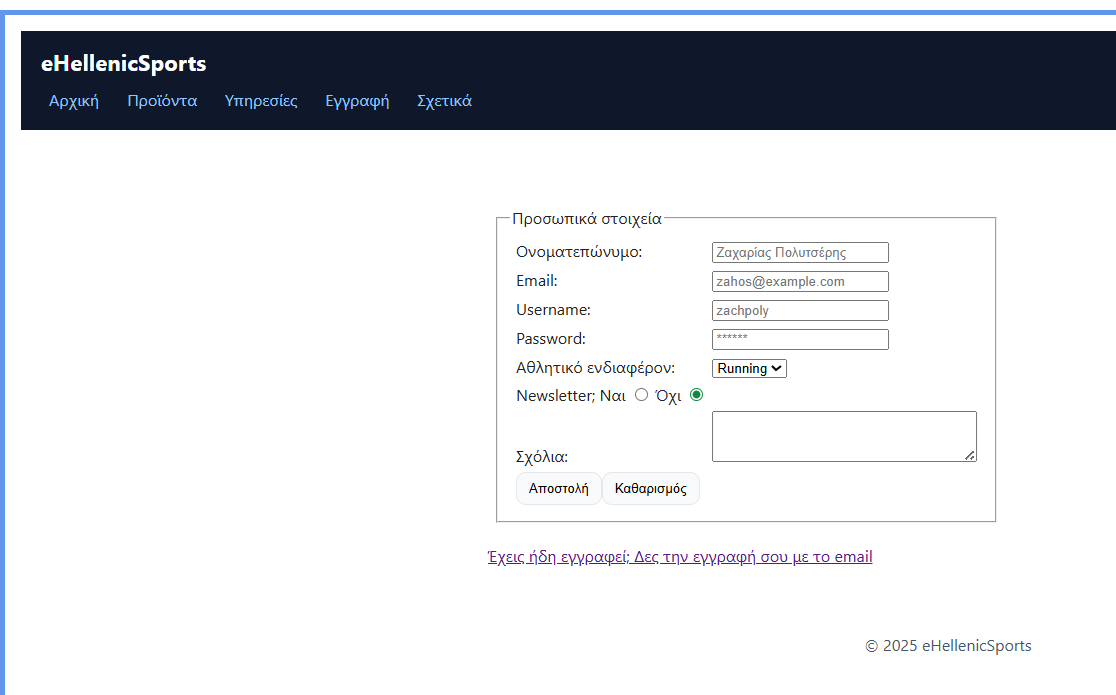 eHellenicSports
Αρχική Προϊόντα Υπηρεσίες Εγγραφή Σχετικά
Προσωπικά στοιχεία
Ονοματεπώνυμο: Ζαχαρίας Πολυτσέρης
Email: zahos@example.com
Username: zachpoly
Password: ******
Αθλητικό ενδιαφέρον: Running
Newsletter; Ναι Όχι
Σχόλια:
Αποστολή Καθαρισμός
Έχεις ήδη εγγραφεί; Δες την εγγραφή σου με το email
© 2025 eHellenicSports